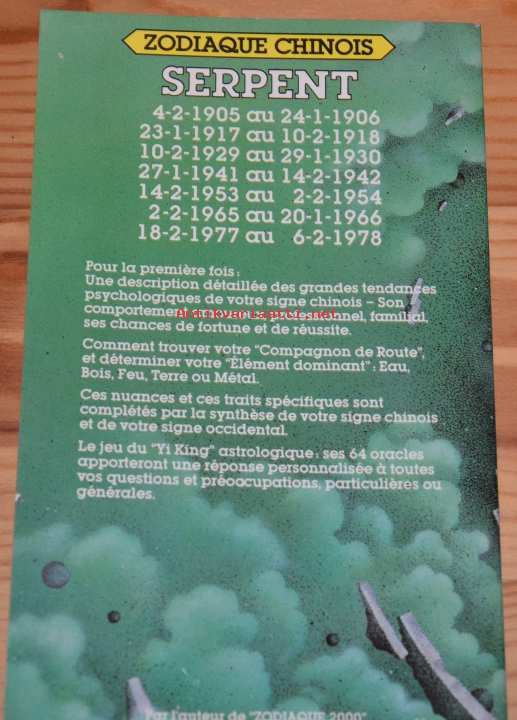 ZODIAQUE CHINOIS
SERPENT
4-2-1905 au 24-1-1906
23-1-1917 au 10-2-1918
10-2-1929 au 29-1-1930
27-1-1941 au 14-2-1942
14-2-1953 au 2-2-1954
2-2-1965 au 20-1-1966
18-2-1977 au 6-2-1978
Pour la première fois :
Une description détaillée des grandes tendances
psychologiques de votre signe chinois – Son
comportement
Antikvariaatti.net
nnel, familial,
ses chances de fortune et de réussite.
Comment trouver votre "Compagnon de Route",
et déterminer votre "Élément dominant" : Eau,
Bois, Feu, Terre ou Métal.
Ces nuances et ces traits spécifiques sont
complétés par la synthèse de votre signe chinois
et de votre signe occidental.
Le jeu du "Yi King" astrologique : ses 64 oracles
apporteront une réponse personnalisée à toutes
vos questions et préoccupations, particulières ou
générales.
Par l'auteur de "ZODIAQUE 2000"